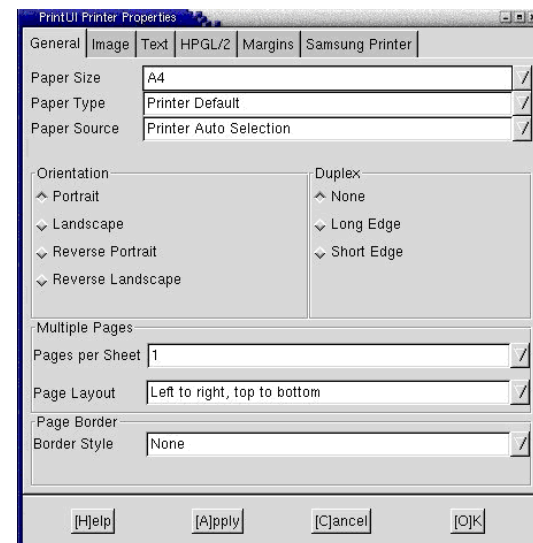 PrintUI Printer Properties
General Image Text HPGL/2 Margins Samsung Printer
Paper Size A4
Paper Type Printer Default
Paper Source Printer Auto Selection
Orientation
Portrait
Landscape
Reverse Portrait
Reverse Landscape
Duplex
None
Long Edge
Short Edge
Multiple Pages
Pages per Sheet 1
Page Layout Left to right, top to bottom
Page Border
Border Style None
[H]elp [A]pply [C]ancel [O]K